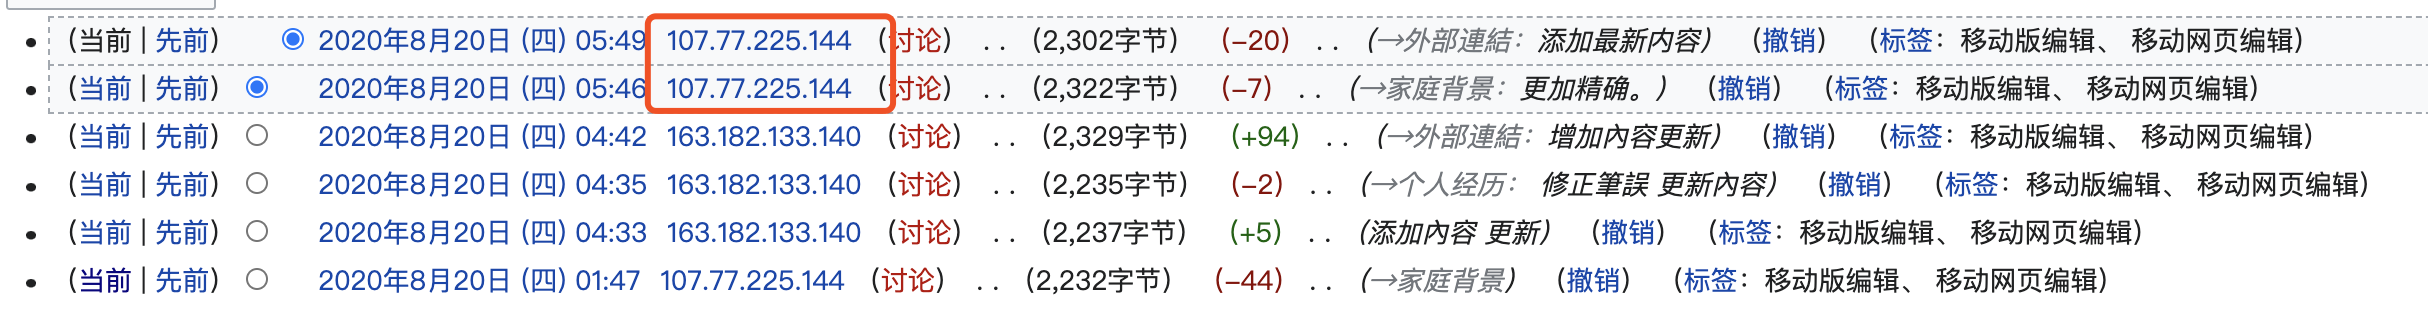 (当前 | 先前) 2020年8月20日 (四) 05:49 107.77.225.144 (讨论) . . (2,302字节) (−20) . . (→外部連結：添加最新内容) (撤销) (标签：移动版编辑、 移动网页编辑)
(当前 | 先前) 2020年8月20日 (四) 05:46 107.77.225.144 (讨论) . . (2,322字节) (−7) . . (→家庭背景：更加精确。) (撤销) (标签：移动版编辑、 移动网页编辑)
(当前 | 先前) 2020年8月20日 (四) 04:42 163.182.133.140 (讨论) . . (2,329字节) (+94) . . (→外部連結：增加內容更新) (撤销) (标签：移动版编辑、 移动网页编辑)
(当前 | 先前) 2020年8月20日 (四) 04:35 163.182.133.140 (讨论) . . (2,235字节) (−2) . . (→个人经历： 修正筆誤 更新內容) (撤销) (标签：移动版编辑、 移动网页编辑)
(当前 | 先前) 2020年8月20日 (四) 04:33 163.182.133.140 (讨论) . . (2,237字节) (+5) . . (添加內容 更新) (撤销) (标签：移动版编辑、 移动网页编辑)
(当前 | 先前) 2020年8月20日 (四) 01:47 107.77.225.144 (讨论) . . (2,232字节) (−44) . . (→家庭背景) (撤销) (标签：移动版编辑、 移动网页编辑)